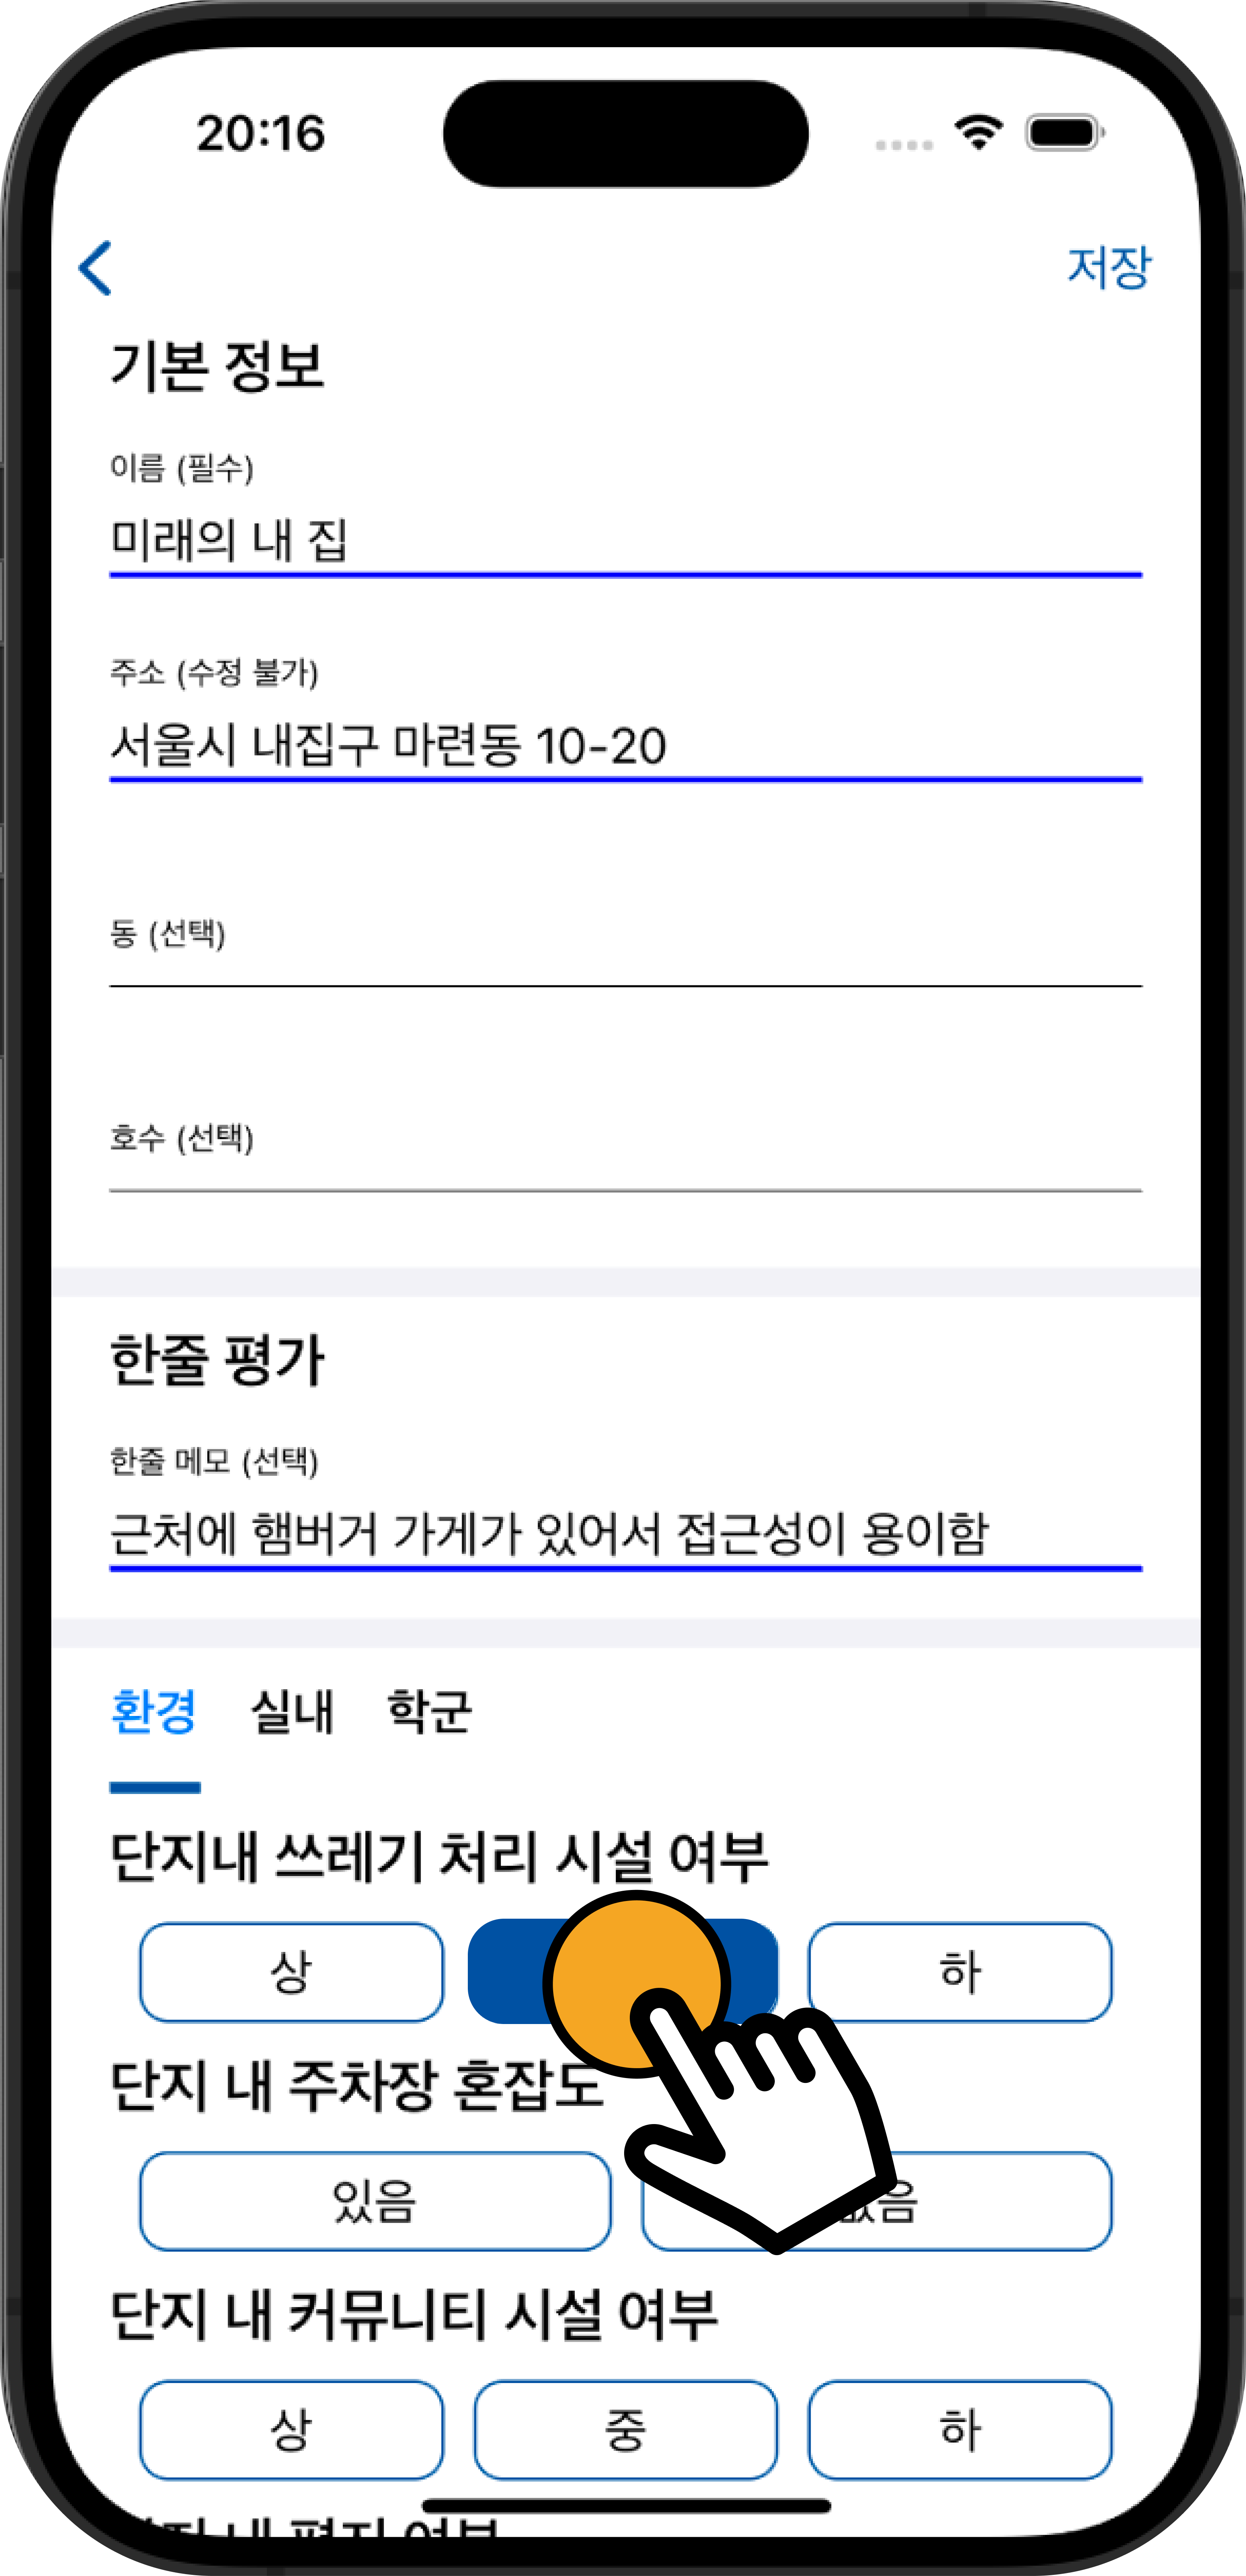 20:16
저장
기본 정보
이름 (필수)
미래의 내 집
주소 (수정 불가)
서울시 내집구 마련동 10-20
동 (선택)
호수 (선택)
한줄 평가
한줄 메모 (선택)
근처에 햄버거 가게가 있어서 접근성이 용이함
환경 실내 학군
단지내 쓰레기 처리 시설 여부
상 하
단지 내 주차장 혼잡도
있음
단지 내 커뮤니티 시설 여부
상 중 하